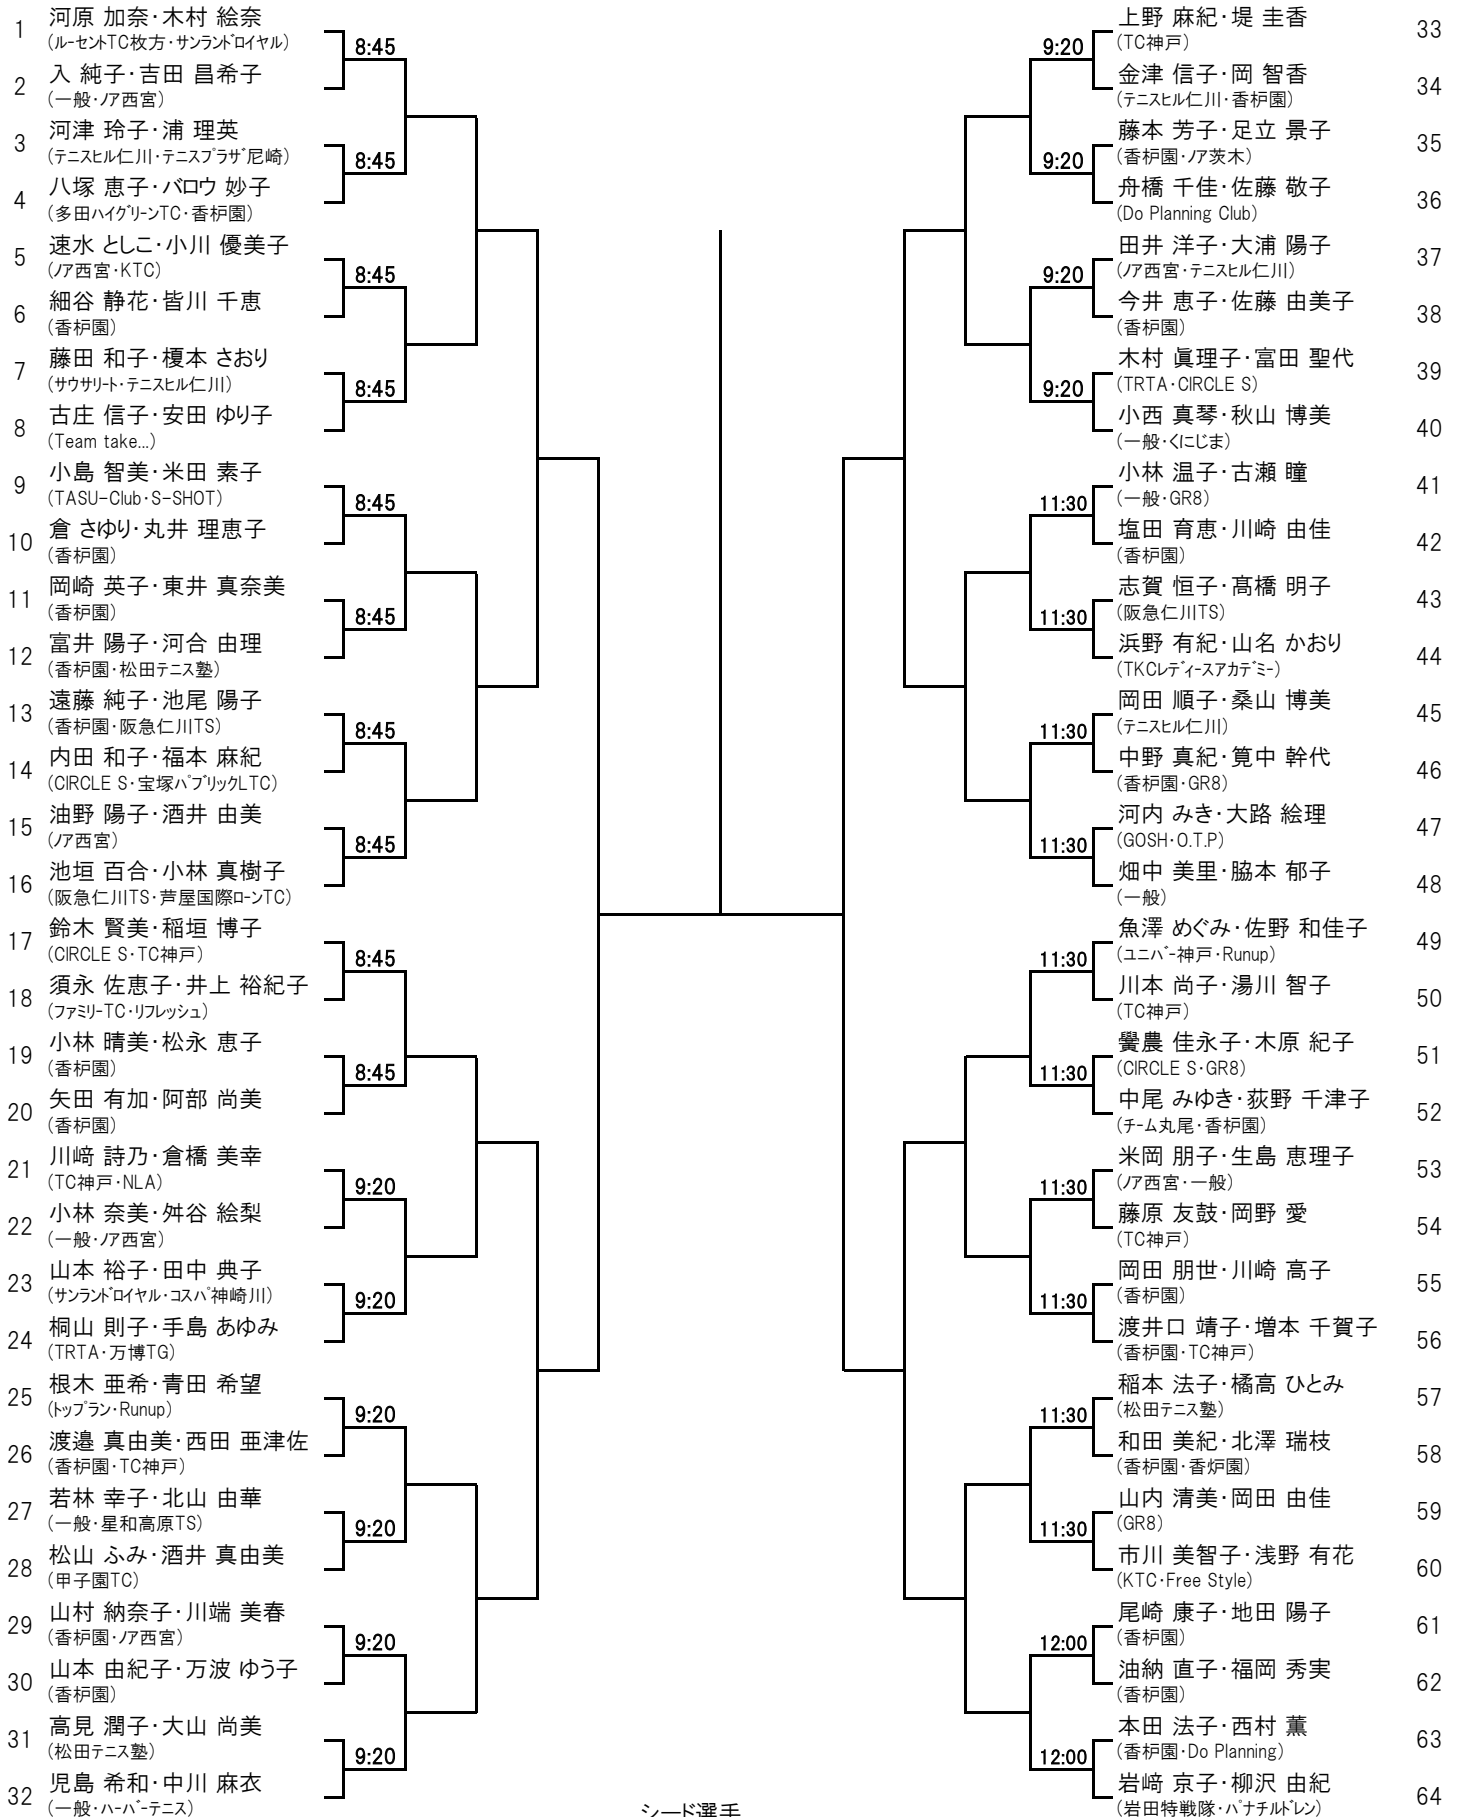 1
河原 加奈・木村 絵奈
(ルーセントTC枚方・サンランドロイヤル)
8:45
2
入 純子・吉田 昌希子
(一般・ノア西宮)
3
河津 玲子・浦 理英
(テニスヒル仁川・テニスプラザ尼崎)
8:45
4
八塚 恵子・バロウ 妙子
(多田ハイグリーンTC・香枦園)
5
速水 としこ・小川 優美子
(ノア西宮・KTC)
8:45
6
細谷 静花・皆川 千恵
(香枦園)
7
藤田 和子・榎本 さおり
(サウサリート・テニスヒル仁川)
8:45
8
古庄 信子・安田 ゆり子
(Team take...)
9
小島 智美・米田 素子
(TASU-Club・S-SHOT)
8:45
10
倉 さゆり・丸井 理恵子
(香枦園)
11
岡崎 英子・東井 真奈美
(香枦園)
8:45
12
富井 陽子・河合 由理
(香枦園・松田テニス塾)
13
遠藤 純子・池尾 陽子
(香枦園・阪急仁川TS)
8:45
14
内田 和子・福本 麻紀
(CIRCLE S・宝塚パブリックLTC)
15
油野 陽子・酒井 由美
(ノア西宮)
8:45
16
池垣 百合・小林 真樹子
(阪急仁川TS・芦屋国際ローンTC)
17
鈴木 賢美・稲垣 博子
(CIRCLE S・TC神戸)
8:45
18
須永 佐恵子・井上 裕紀子
(ファミリーTC・リフレッシュ)
19
小林 晴美・松永 恵子
(香枦園)
8:45
20
矢田 有加・阿部 尚美
(香枦園)
21
川﨑 詩乃・倉橋 美幸
(TC神戸・NLA)
9:20
22
小林 奈美・舛谷 絵梨
(一般・ノア西宮)
23
山本 裕子・田中 典子
(サンランドロイヤル・コスパ神崎川)
9:20
24
桐山 則子・手島 あゆみ
(TRTA・万博TG)
25
根木 亜希・青田 希望
(トップラン・Runup)
9:20
26
渡邉 真由美・西田 亜津佐
(香枦園・TC神戸)
27
若林 幸子・北山 由華
(一般・星和高原TS)
9:20
28
松山 ふみ・酒井 真由美
(甲子園TC)
29
山村 納奈子・川端 美春
(香枦園・ノア西宮)
9:20
30
山本 由紀子・万波 ゆう子
(香枦園)
31
高見 潤子・大山 尚美
(松田テニス塾)
9:20
32
児島 希和・中川 麻衣
(一般・ハーバーテニス)
上野 麻紀・堤 圭香
33
(TC神戸)
9:20
金津 信子・岡 智香
34
(テニスヒル仁川・香枦園)
藤本 芳子・足立 景子
35
(香枦園・ノア茨木)
9:20
舟橋 千佳・佐藤 敬子
36
(Do Planning Club)
田井 洋子・大浦 陽子
37
(ノア西宮・テニスヒル仁川)
9:20
今井 恵子・佐藤 由美子
38
(香枦園)
木村 眞理子・富田 聖代
39
(TRTA・CIRCLE S)
9:20
小西 真琴・秋山 博美
40
(一般・くにじま)
小林 温子・古瀬 瞳
41
(一般・GR8)
11:30
塩田 育恵・川崎 由佳
42
(香枦園)
志賀 恒子・髙橋 明子
43
(阪急仁川TS)
11:30
浜野 有紀・山名 かおり
44
(TKCレディースアカデミー)
岡田 順子・桑山 博美
45
(テニスヒル仁川)
11:30
中野 真紀・筧中 幹代
46
(香枦園・GR8)
河内 みき・大路 絵理
47
(GOSH・O.T.P)
11:30
畑中 美里・脇本 郁子
48
(一般)
魚澤 めぐみ・佐野 和佳子
49
(ユニバー神戸・Runup)
11:30
川本 尚子・湯川 智子
50
(TC神戸)
佳永子・木原 紀子
51
(CIRCLE S・GR8)
11:30
中尾 みゆき・荻野 千津子
52
(チーム丸尾・香枦園)
米岡 朋子・生島 恵理子
53
(ノア西宮・一般)
11:30
藤原 友鼓・岡野 愛
54
(TC神戸)
岡田 朋世・川崎 高子
55
(香枦園)
11:30
渡井口 靖子・増本 千賀子
56
(香枦園・TC神戸)
稲本 法子・橘高 ひとみ
57
(松田テニス塾)
11:30
和田 美紀・北澤 瑞枝
58
(香枦園・香炉園)
山内 清美・岡田 由佳
59
(GR8)
11:30
市川 美智子・浅野 有花
60
(KTC・Free Style)
尾崎 康子・地田 陽子
61
(香枦園)
12:00
油納 直子・福岡 秀実
62
(香枦園)
本田 法子・西村 薫
63
(香枦園・Do Planning)
12:00
岩﨑 京子・柳沢 由紀
64
(岩田特戦隊・パナチルドレン)
シード選手